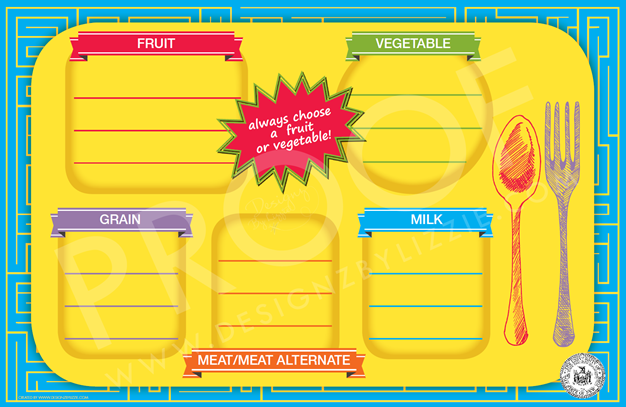 FRUIT
VEGETABLE
always choose
a fruit
or vegetable!
GRAIN
MILK
MEAT/MEAT ALTERNATE
PROOF
WWW.DESIGNZBYLIZZIE.